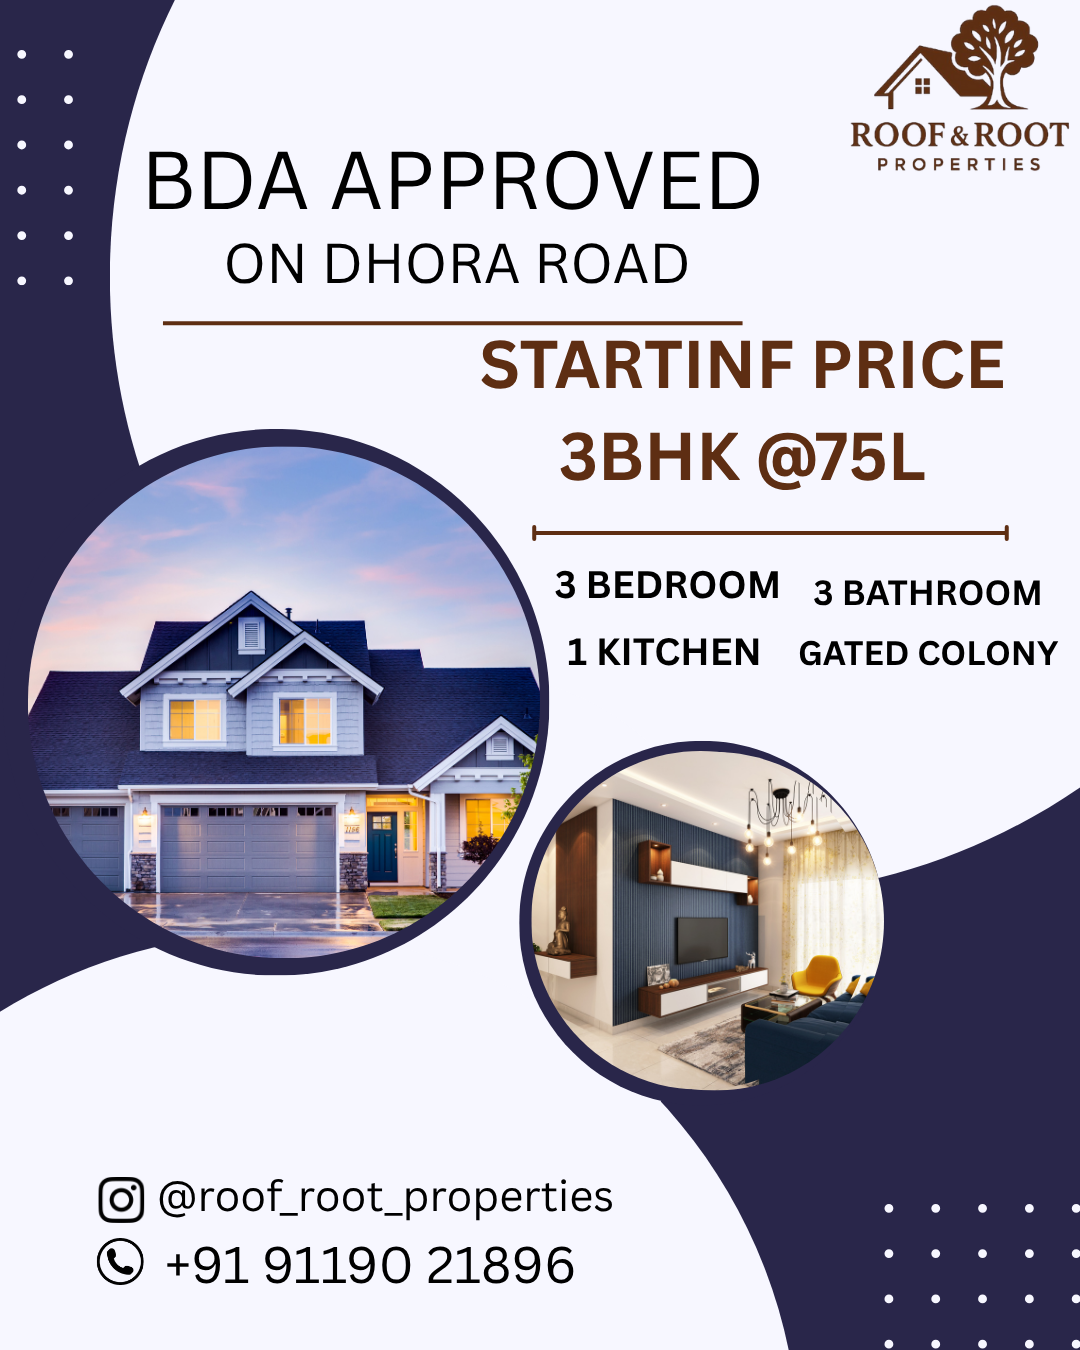 ROOF & ROOT
PROPERTIES
BDA APPROVED
ON DHORA ROAD
STARTINF PRICE
3BHK @75L
3 BEDROOM
3 BATHROOM
1 KITCHEN
GATED COLONY
@roof_root_properties
+91 91190 21896